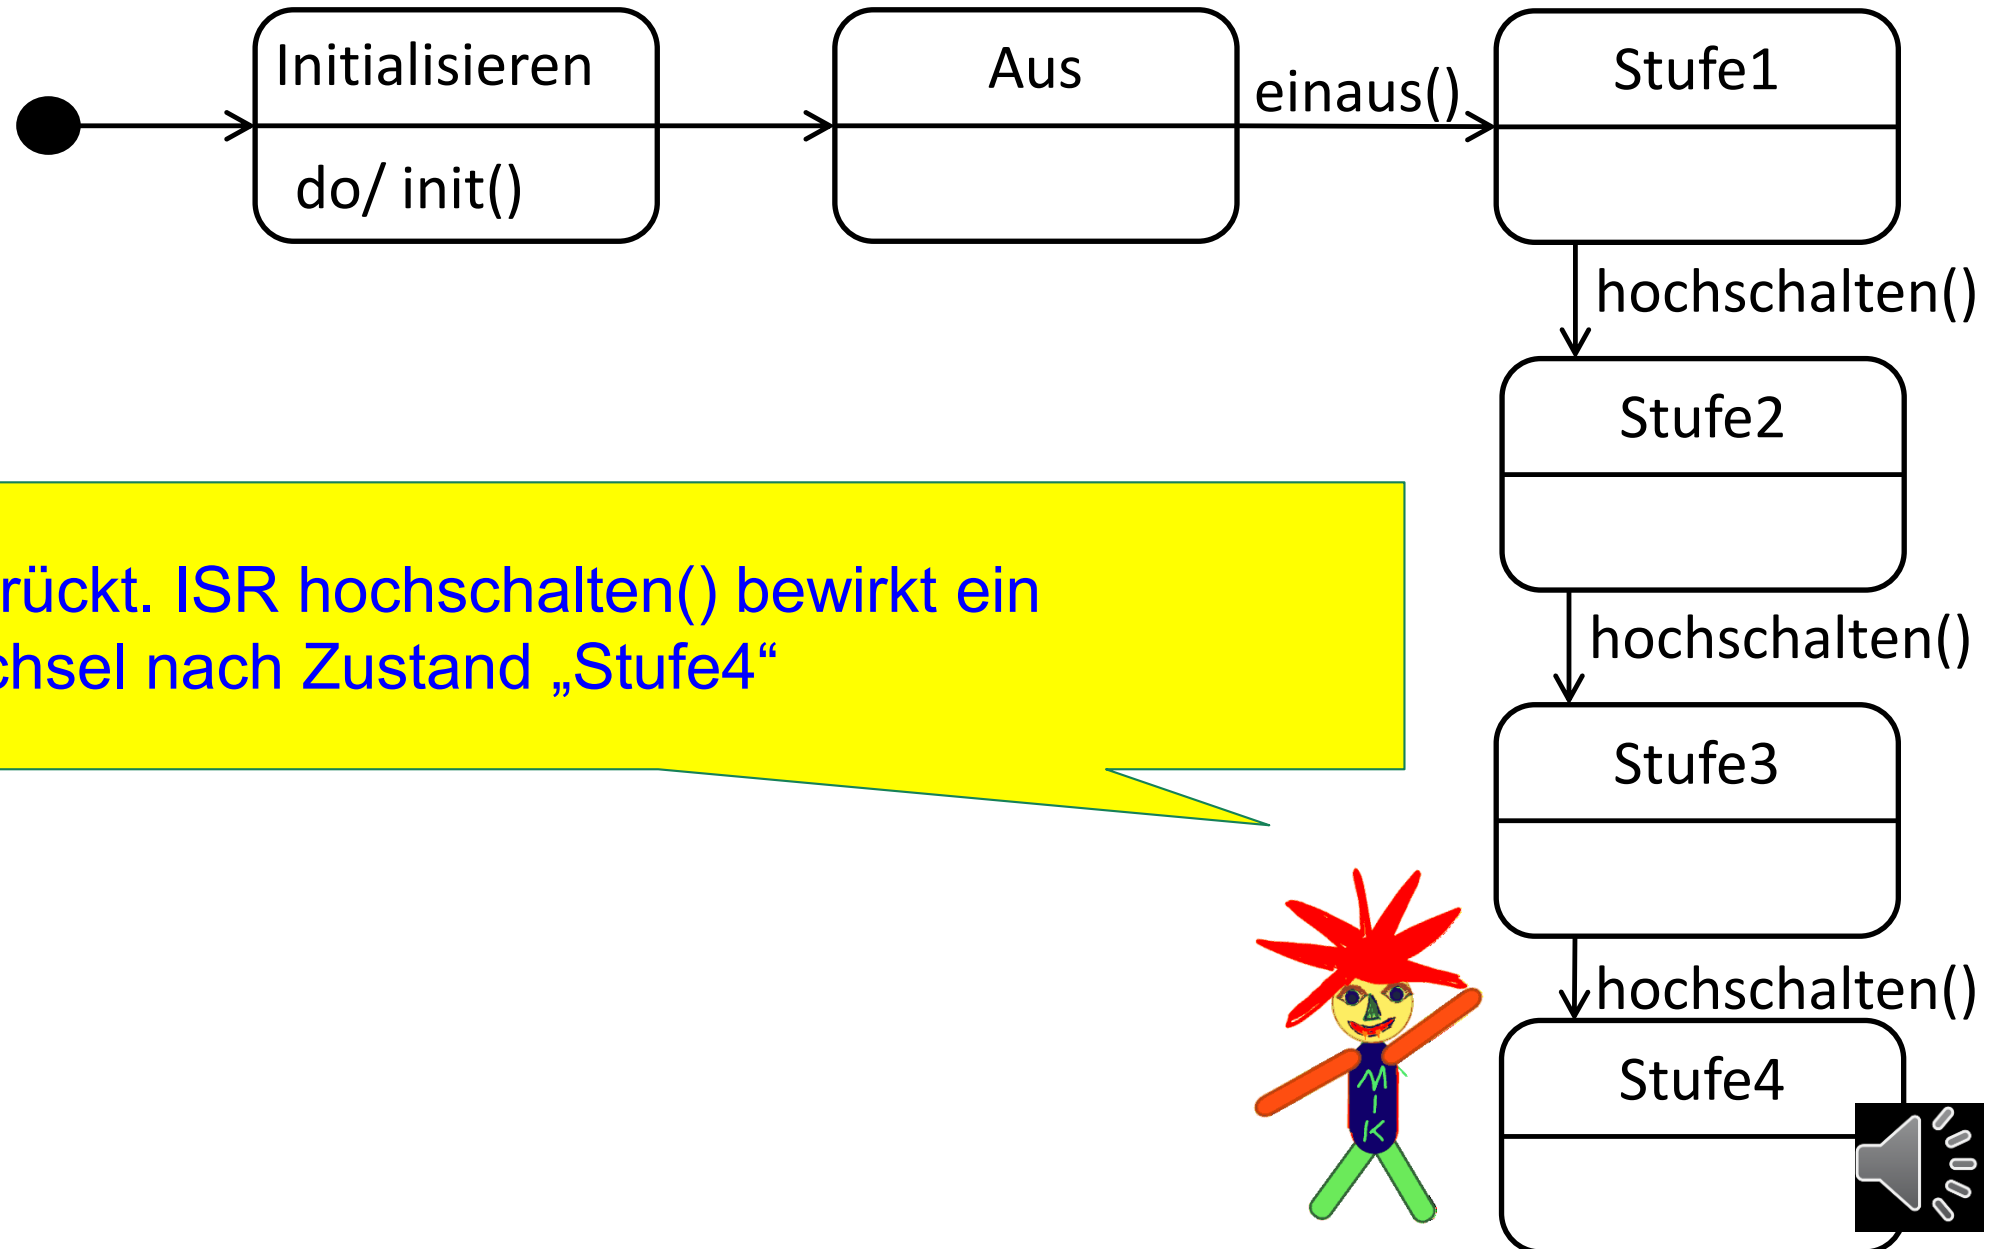 Initialisieren
do/ init()
Aus
einaus()
Stufe1
hochschalten()
Stufe2
hochschalten()
rückt. ISR hochschalten() bewirkt ein
chsel nach Zustand „Stufe4“
Stufe3
hochschalten()
Stufe4
MIK